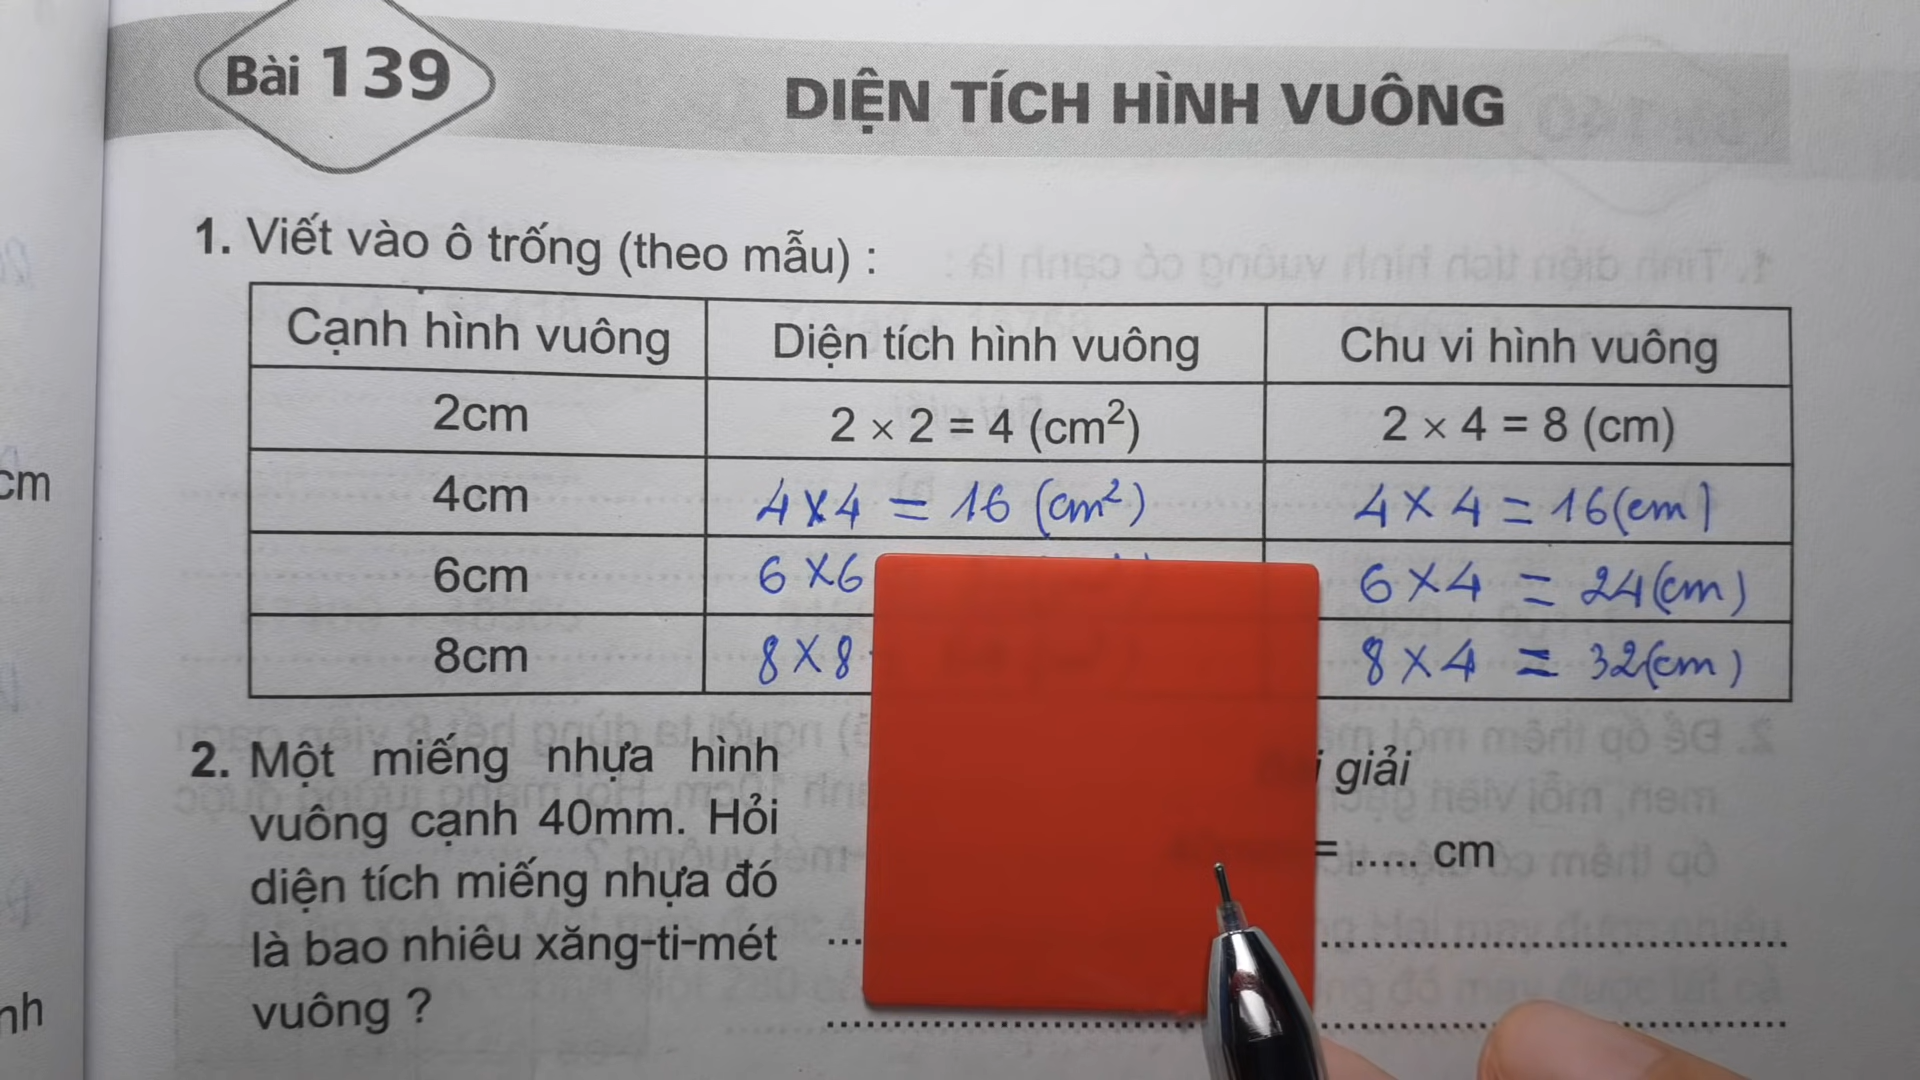 Bài 139
DIỆN TÍCH HÌNH VUÔNG
1. Viết vào ô trống (theo mẫu) :
Cạnh hình vuông Diện tích hình vuông Chu vi hình vuông
2cm 2 × 2 = 4 (cm²) 2 × 4 = 8 (cm)
4cm 4 × 4 = 16 (cm²) 4 × 4 = 16 (cm)
6cm 6 × 6 6 × 4 = 24 (cm)
8cm 8 × 8 8 × 4 = 32 (cm)
2. Một miếng nhựa hình
vuông cạnh 40mm. Hỏi
diện tích miếng nhựa đó
là bao nhiêu xăng-ti-mét
vuông ?
giải
= ..... cm
cm